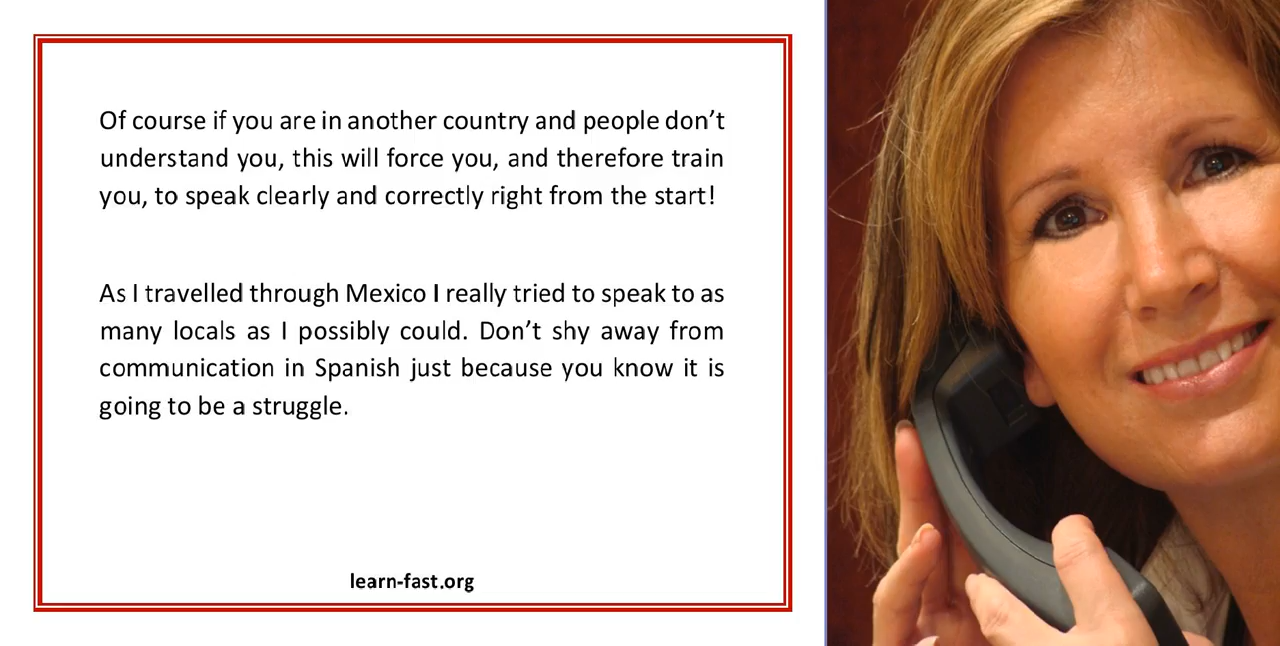 Of course if you are in another country and people don’t
understand you, this will force you, and therefore train
you, to speak clearly and correctly right from the start!
As I travelled through Mexico I really tried to speak to as
many locals as I possibly could. Don’t shy away from
communication in Spanish just because you know it is
going to be a struggle.
learn-fast.org